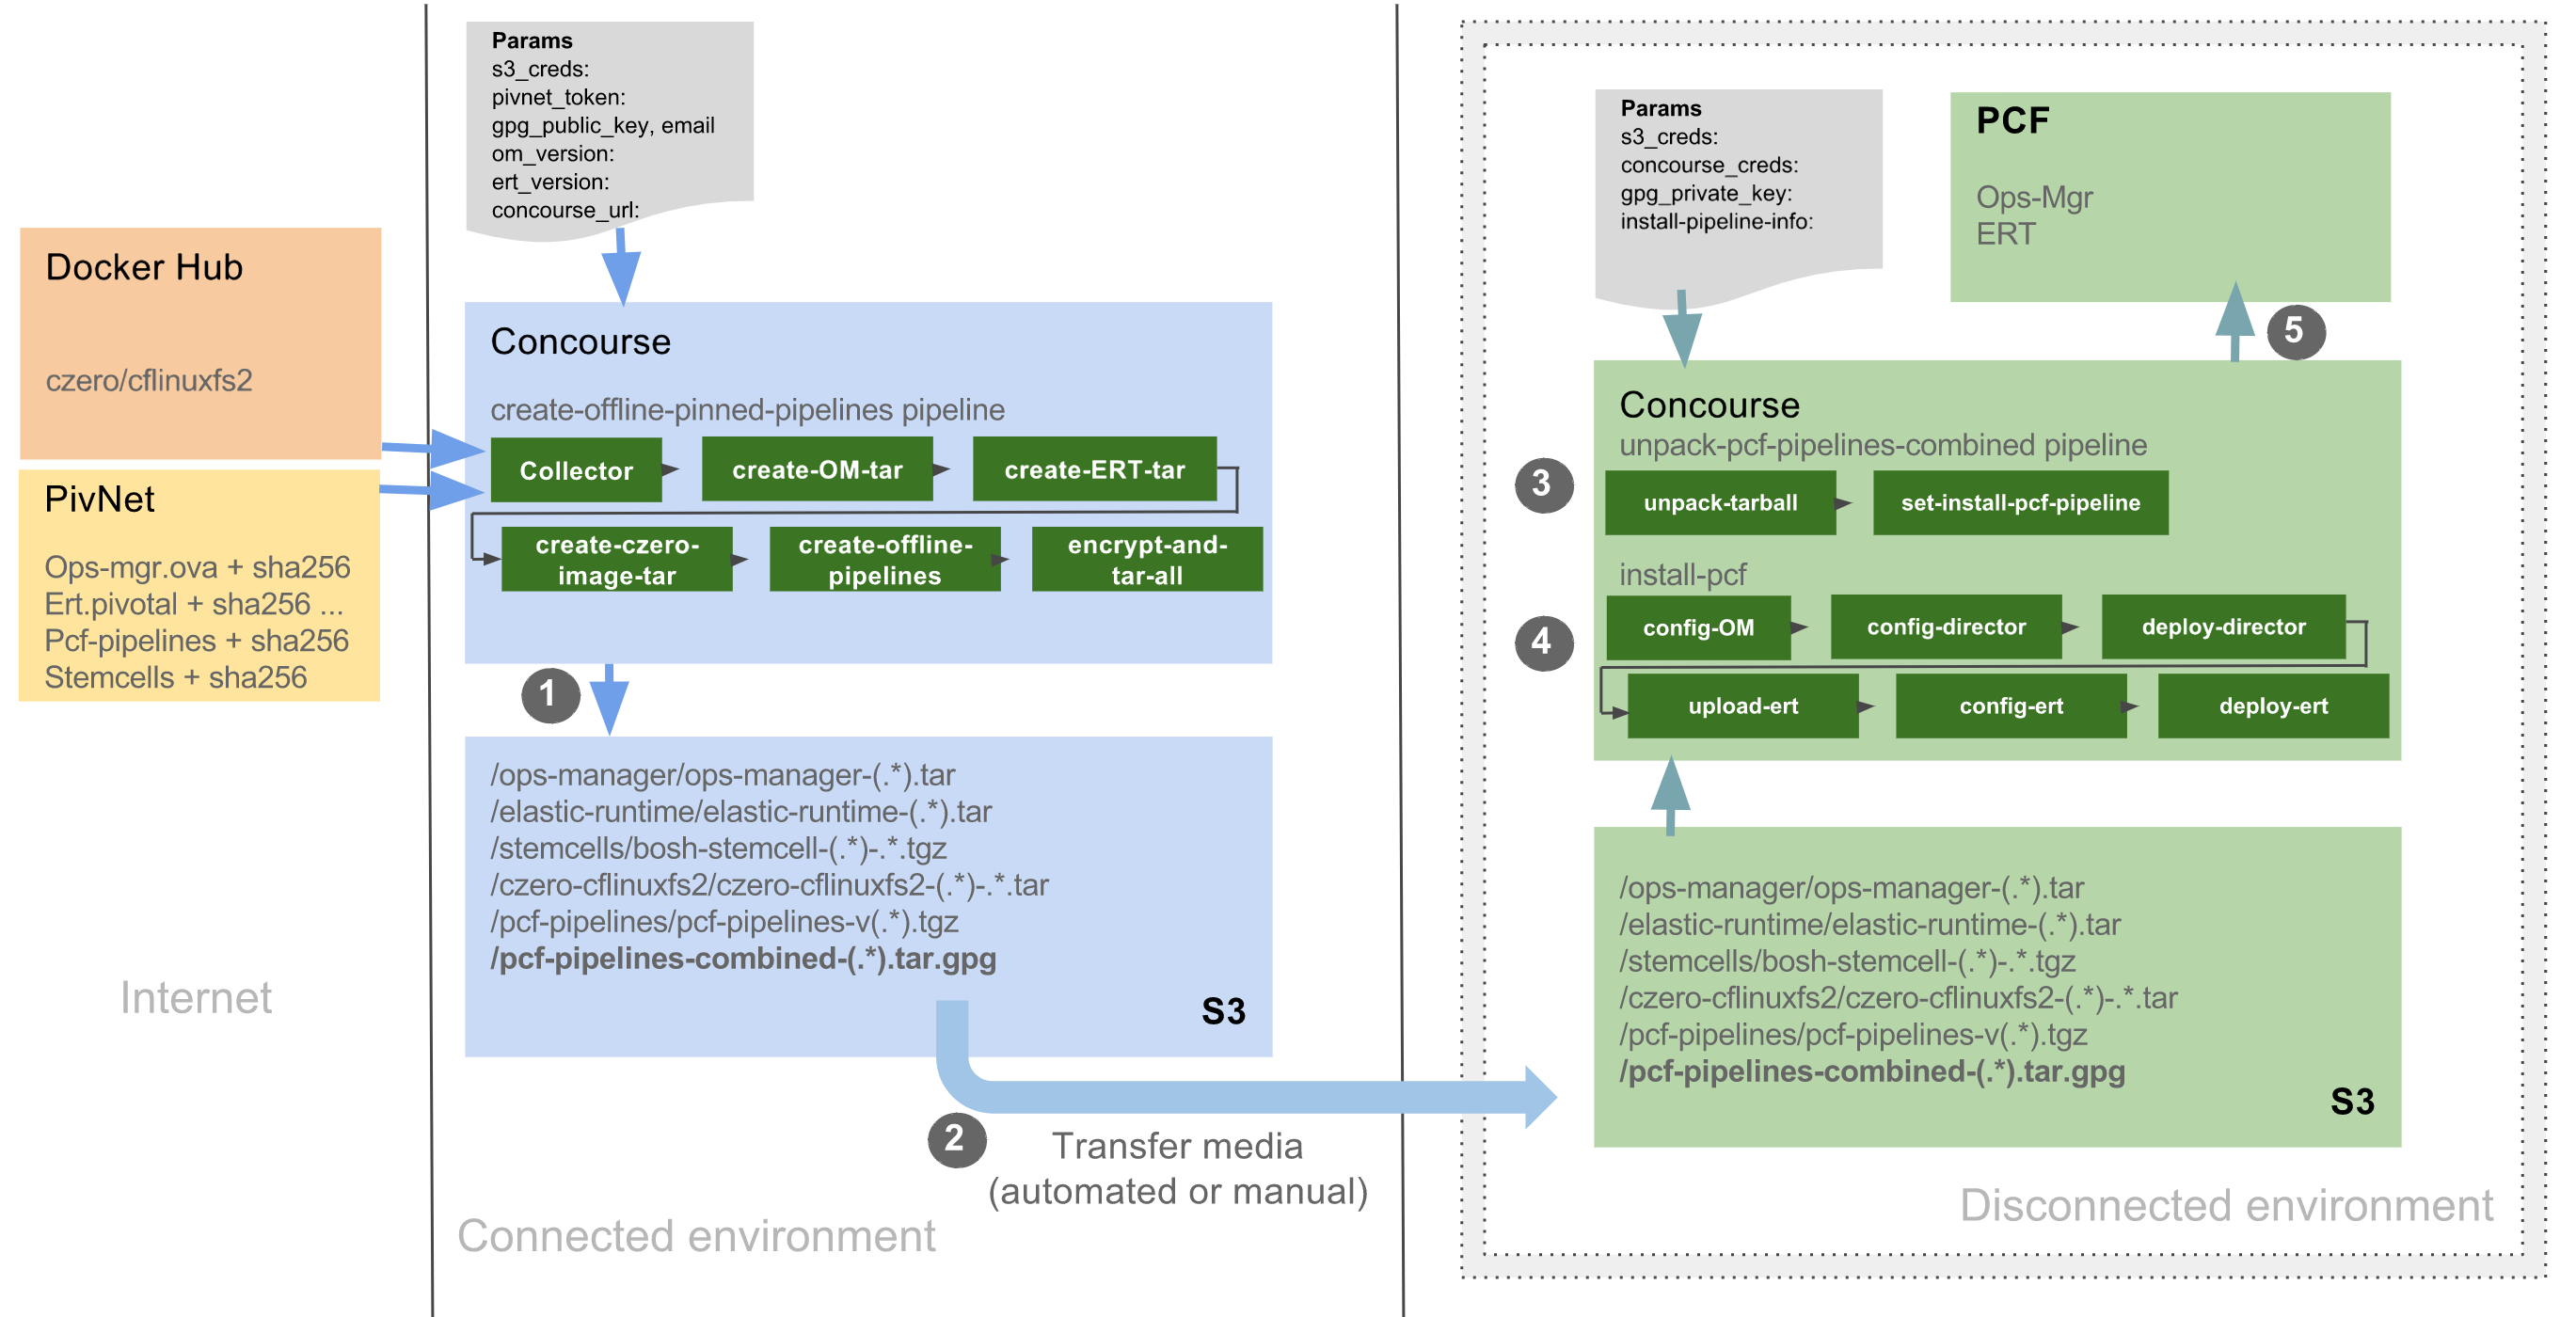 Docker Hub
czero/cflinuxfs2
PivNet
Ops-mgr.ova + sha256
Ert.pivotal + sha256 ...
Pcf-pipelines + sha256
Stemcells + sha256
Internet
Params
s3_creds:
pivnet_token:
gpg_public_key, email
om_version:
ert_version:
concourse_url:
Concourse
create-offline-pinned-pipelines pipeline
Collector
create-OM-tar
create-ERT-tar
create-czero-
image-tar
create-offline-
pipelines
encrypt-and-
tar-all
1
/ops-manager/ops-manager-(.*).tar
/elastic-runtime/elastic-runtime-(.*).tar
/stemcells/bosh-stemcell-(.*)-.*.tgz
/czero-cflinuxfs2/czero-cflinuxfs2-(.*)-.*.tar
/pcf-pipelines/pcf-pipelines-v(.*).tgz
/pcf-pipelines-combined-(.*).tar.gpg
S3
2
Transfer media
(automated or manual)
Connected environment
Params
s3_creds:
concourse_creds:
gpg_private_key:
install-pipeline-info:
PCF
Ops-Mgr
ERT
5
Concourse
unpack-pcf-pipelines-combined pipeline
3
unpack-tarball
set-install-pcf-pipeline
install-pcf
4
config-OM
config-director
deploy-director
upload-ert
config-ert
deploy-ert
/ops-manager/ops-manager-(.*).tar
/elastic-runtime/elastic-runtime-(.*).tar
/stemcells/bosh-stemcell-(.*)-.*.tgz
/czero-cflinuxfs2/czero-cflinuxfs2-(.*)-.*.tar
/pcf-pipelines/pcf-pipelines-v(.*).tgz
/pcf-pipelines-combined-(.*).tar.gpg
S3
Disconnected environment